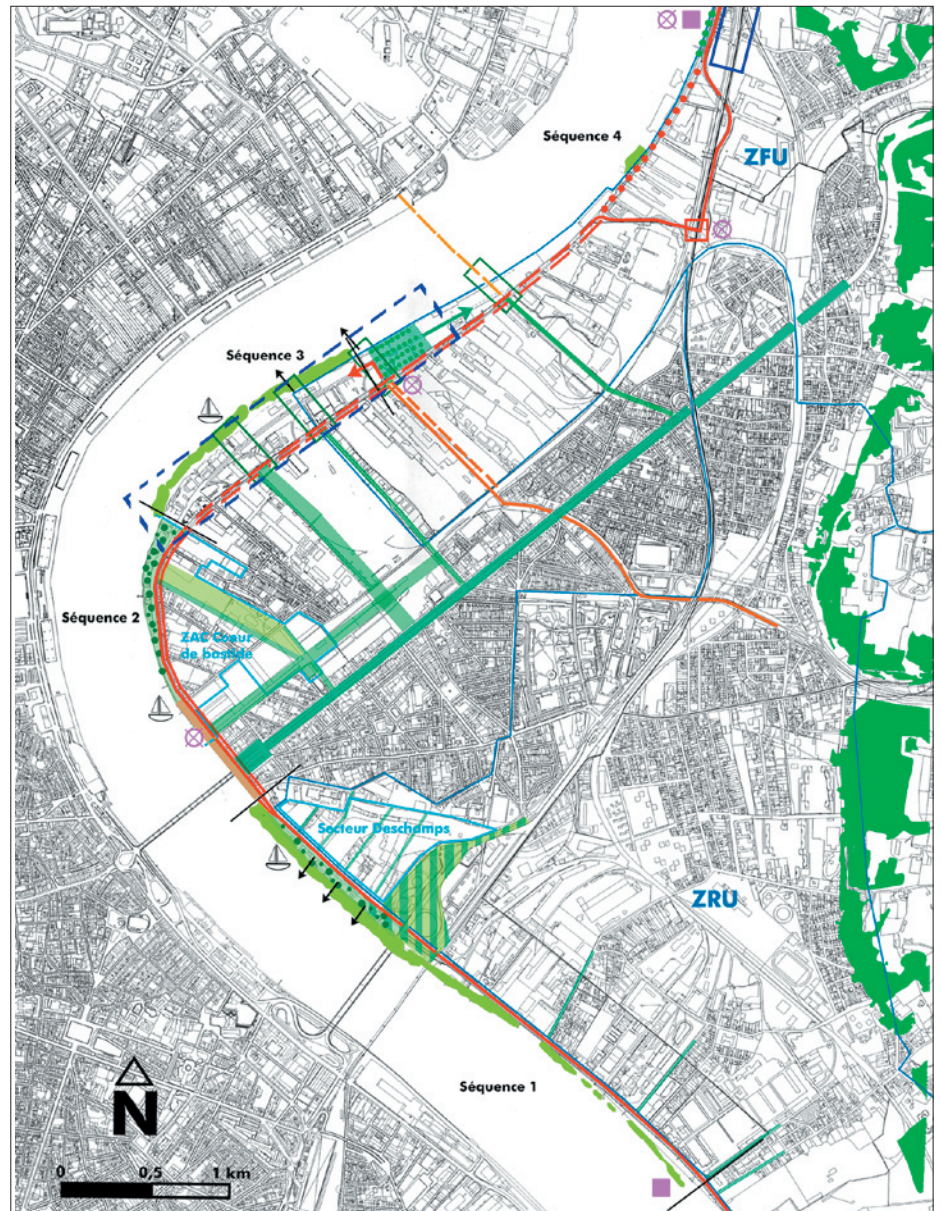 Séquence 4
ZFU
Séquence 3
Séquence 2
ZAC Cœur
de bastide
Secteur Deschamps
ZRU
Séquence 1
N
0 0,5 1 km